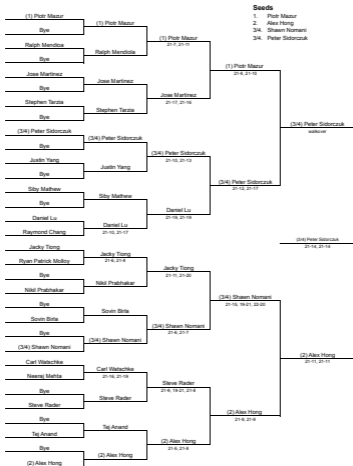 Seeds
1. Piotr Mazur
2. Alex Hong
3/4. Shawn Nomani
3/4. Peter Sidorczuk
(1) Piotr Mazur
Bye
Ralph Mendioa
Bye
Jose Martinez
Bye
Stephen Tarzia
Bye
(3/4) Peter Sidorczuk
Bye
Justin Yang
Bye
Siby Mathew
Bye
Daniel Lu
Raymond Chang
Jacky Tiong
Ryan Patrick Molloy
Bye
Nikil Prabhakar
Bye
Sovin Birla
Bye
(3/4) Shawn Nomani
Carl Watschke
Neeraj Mehta
Bye
Steve Rader
Bye
Tej Anand
Bye
(2) Alex Hong
(1) Piotr Mazur
Ralph Mendiola
Jose Martinez
Stephen Tarzia
(3/4) Peter Sidorczuk
Justin Yang
Siby Mathew
Daniel Lu
21-10, 21-17
Jacky Tiong
21-6, 21-9
Nikil Prabhakar
Sovin Birla
(3/4) Shawn Nomani
Carl Watschke
21-16, 21-19
Steve Rader
Tej Anand
(2) Alex Hong
(1) Piotr Mazur
21-7, 21-11
Jose Martinez
21-17, 21-16
(3/4) Peter Sidorczuk
21-10, 21-13
Daniel Lu
21-19, 21-19
Jacky Tiong
21-11, 21-20
(3/4) Shawn Nomani
21-6, 21-7
Steve Rader
21-8, 19-21, 21-8
(2) Alex Hong
21-5, 21-8
(1) Piotr Mazur
21-8, 21-10
(3/4) Peter Sidorczuk
21-12, 21-17
(3/4) Shawn Nomani
21-15, 19-21, 22-20
(2) Alex Hong
21-6, 21-9
(3/4) Peter Sidorczuk
walkover
(2) Alex Hong
21-11, 21-11
(3/4) Peter Sidorczuk
21-14, 21-14